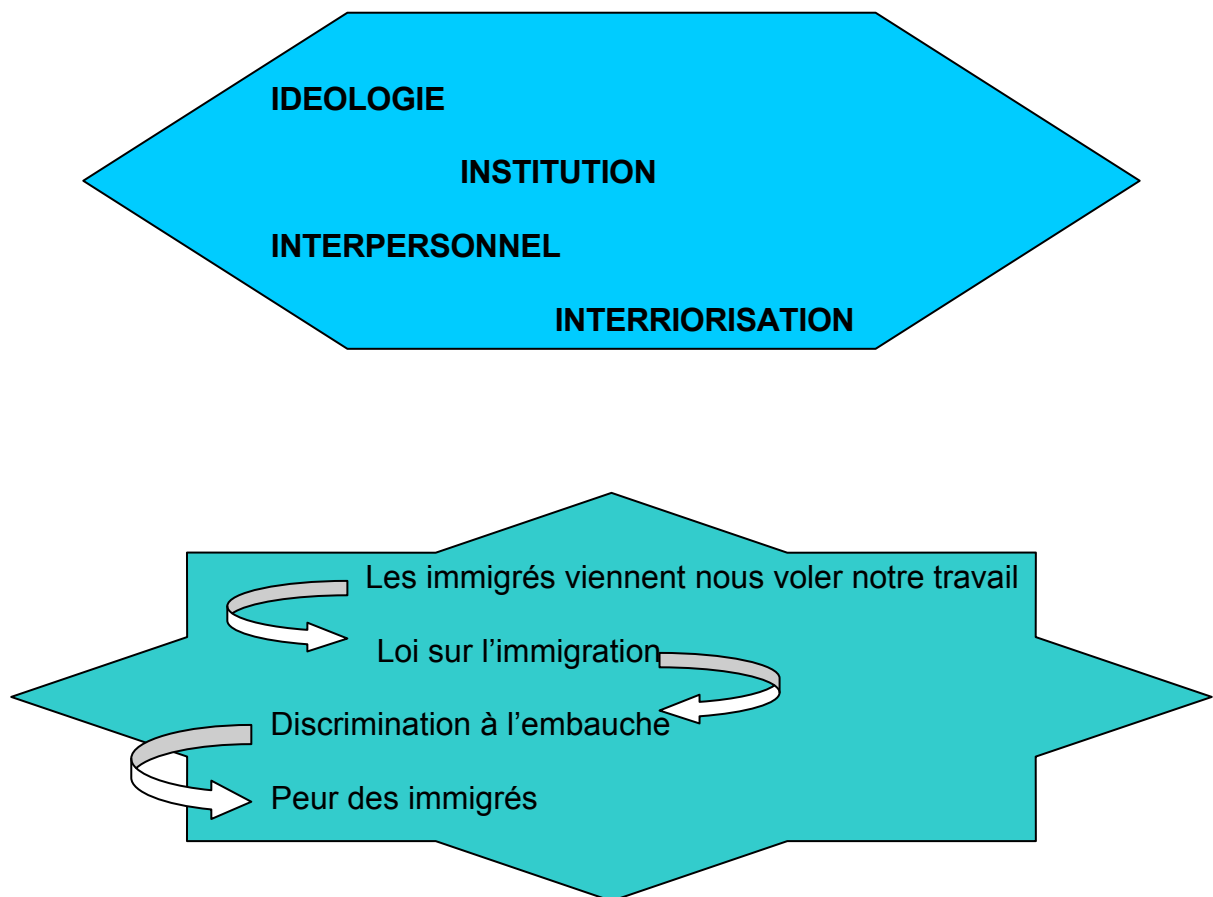 IDEOLOGIE
INSTITUTION
INTERPERSONNEL
INTERRIORISATION
Les immigrés viennent nous voler notre travail
Loi sur l’immigration
Discrimination à l’embauche
Peur des immigrés